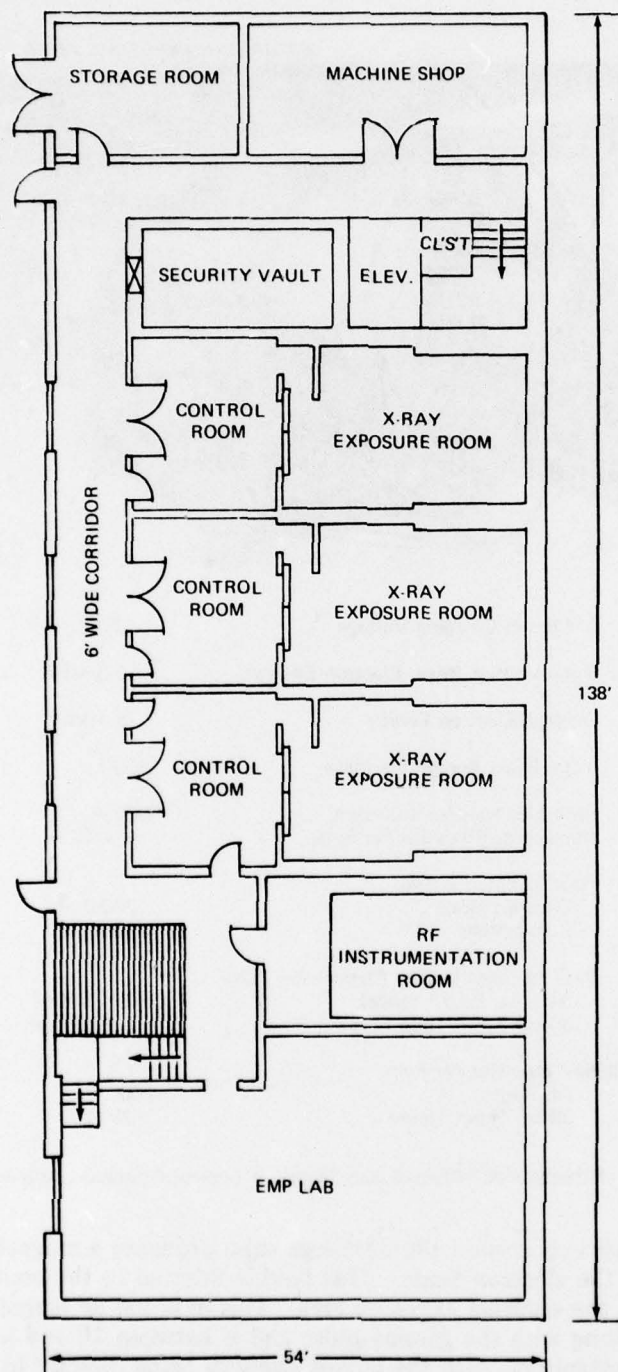 STORAGE ROOM
MACHINE SHOP
CL'S'T
SECURITY VAULT
ELEV.
CONTROL
ROOM
X-RAY
EXPOSURE ROOM
6' WIDE CORRIDOR
CONTROL
ROOM
X-RAY
EXPOSURE ROOM
138'
CONTROL
ROOM
X-RAY
EXPOSURE ROOM
RF
INSTRUMENTATION
ROOM
EMP LAB
54'